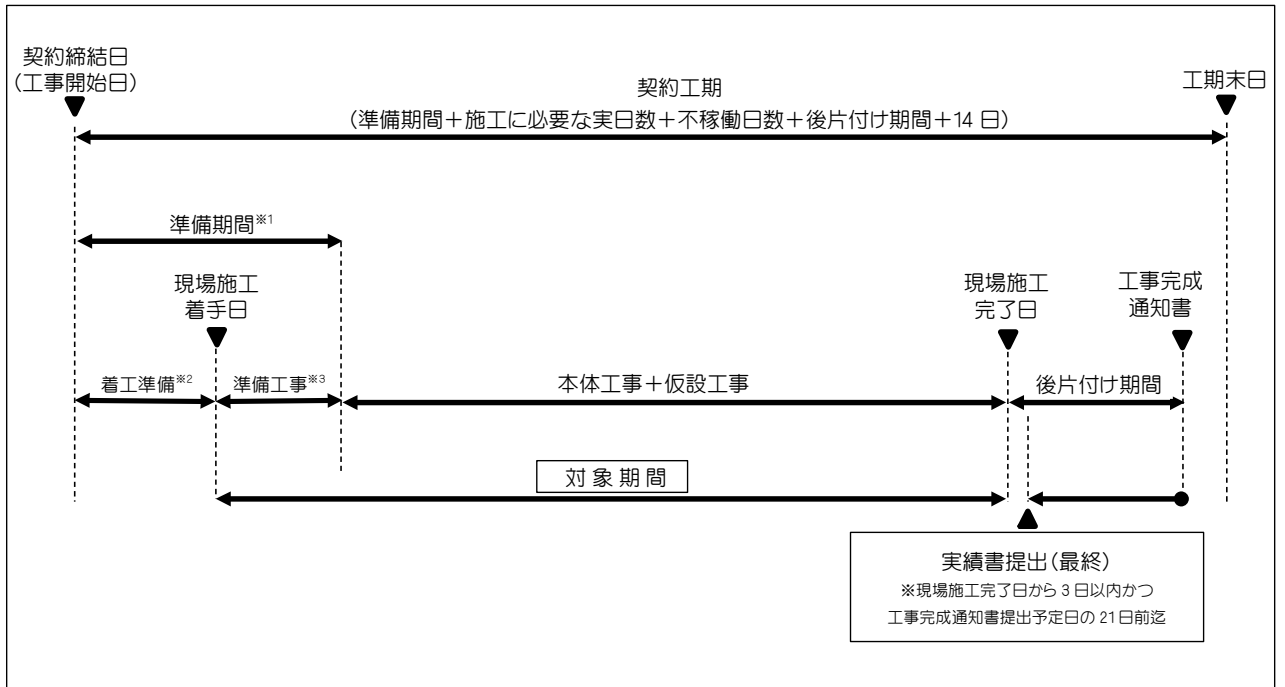 契約締結日
(工事開始日)
契約工期
(準備期間＋施工に必要な実日数＋不稼働日数＋後片付け期間＋14 日)
工期末日
準備期間※1
現場施工
着手日
現場施工
完了日
工事完成
通知書
着工準備※2
準備工事※3
本体工事＋仮設工事
後片付け期間
対象期間
実績書提出(最終)
※現場施工完了日から 3 日以内かつ
工事完成通知書提出予定日の 21 日前迄